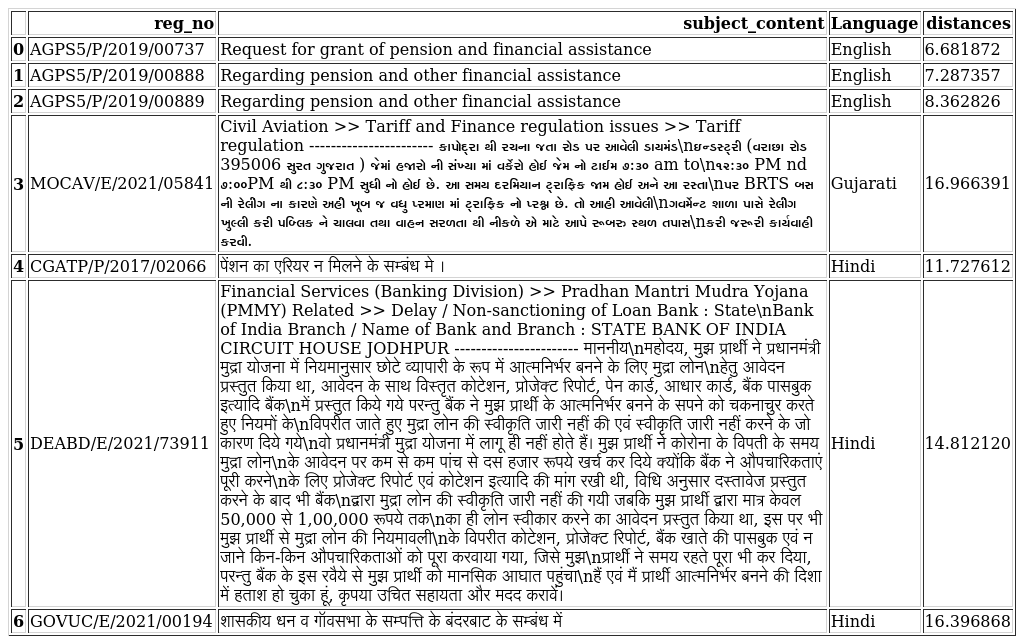 reg_no subject_content Language distances
0 AGPS5/P/2019/00737 Request for grant of pension and financial assistance English 6.681872
1 AGPS5/P/2019/00888 Regarding pension and other financial assistance English 7.287357
2 AGPS5/P/2019/00889 Regarding pension and other financial assistance English 8.362826
Civil Aviation >> Tariff and Finance regulation issues >> Tariff
regulation ----------------------- કાપોદ્રા થી રચના જતા રોડ પર આવેલી ડાયમંડ\nઇન્ડસ્ટ્રી (વરાછા રોડ
395006 સુરત ગુજરાત ) જેમાં હજારો ની સંખ્યા માં વર્કેરો હોઈ જેમ નો ટાઈમ ૭:૩૦ am to\n૧૨:૩૦ PM nd
3 MOCAV/E/2021/05841 ૭:૦૦PM થી ૮:૩૦ PM સુધી નો હોઈ છે. આ સમય દરમિયાન ટ્રાફિક જામ હોઈ અને આ રસ્તા\nપર BRTS બસ Gujarati 16.966391
ની રેલીગ ના કારણે અહી ખૂબ જ વધુ પ્રમાણ માં ટ્રાફિક નો પ્રશ્ન છે. તો આહી આવેલી\nગવર્મેન્ટ શાળા પાસે રેલીગ
ખુલ્લી કરી પબ્લિક ને ચાલવા તથા વાહન સરળતા થી નીકળે એ માટે આપે રૂબરુ સ્થળ તપાસ\nકરી જરૂરી કાર્યવાહી
કરવી.
4 CGATP/P/2017/02066 पेंशन का एरियर न मिलने के सम्बंध मे । Hindi 11.727612
Financial Services (Banking Division) >> Pradhan Mantri Mudra Yojana
(PMMY) Related >> Delay / Non-sanctioning of Loan Bank : State\nBank
of India Branch / Name of Bank and Branch : STATE BANK OF INDIA
CIRCUIT HOUSE JODHPUR ----------------------- माननीय\nमहोदय, मुझ प्रार्थी ने प्रधानमंत्री
मुद्रा योजना में नियमानुसार छोटे व्यापारी के रूप में आत्मनिर्भर बनने के लिए मुद्रा लोन\nहेतु आवेदन
प्रस्तुत किया था, आवेदन के साथ विस्तृत कोटेशन, प्रोजेक्ट रिपोर्ट, पेन कार्ड, आधार कार्ड, बैंक पासबुक
इत्यादि बैंक\nमें प्रस्तुत किये गये परन्तु बैंक ने मुझ प्रार्थी के आत्मनिर्भर बनने के सपने को चकनाचुर करते
हुए नियमों के\nविपरीत जाते हुए मुद्रा लोन की स्वीकृति जारी नहीं की एवं स्वीकृति जारी नहीं करने के जो
5 DEABD/E/2021/73911 कारण दिये गये\nवो प्रधानमंत्री मुद्रा योजना में लागू ही नहीं होते हैं। मुझ प्रार्थी ने कोरोना के विपती के समय Hindi 14.812120
मुद्रा लोन\nके आवेदन पर कम से कम पांच से दस हजार रूपये खर्च कर दिये क्योंकि बैंक ने औपचारिकताएं
पूरी करने\nके लिए प्रोजेक्ट रिपोर्ट एवं कोटेशन इत्यादि की मांग रखी थी, विधि अनुसार दस्तावेज प्रस्तुत
करने के बाद भी बैंक\nद्वारा मुद्रा लोन की स्वीकृति जारी नहीं की गयी जबकि मुझ प्रार्थी द्वारा मात्र केवल
50,000 से 1,00,000 रूपये तक\nका ही लोन स्वीकार करने का आवेदन प्रस्तुत किया था, इस पर भी
मुझ प्रार्थी से मुद्रा लोन की नियमावली\nके विपरीत कोटेशन, प्रोजेक्ट रिपोर्ट, बैंक खाते की पासबुक एवं न
जाने किन-किन औपचारिकताओं को पूरा करवाया गया, जिसे मुझ\nप्रार्थी ने समय रहते पूरा भी कर दिया,
परन्तु बैंक के इस रवैये से मुझ प्रार्थी को मानसिक आघात पहुंचा\nहैं एवं मैं प्रार्थी आत्मनिर्भर बनने की दिशा
में हताश हो चुका हूं, कृपया उचित सहायता और मदद करावें।
6 GOVUC/E/2021/00194 शासकीय धन व गॉवसभा के सम्पत्ति के बंदरबाट के सम्बंध में Hindi 16.396868